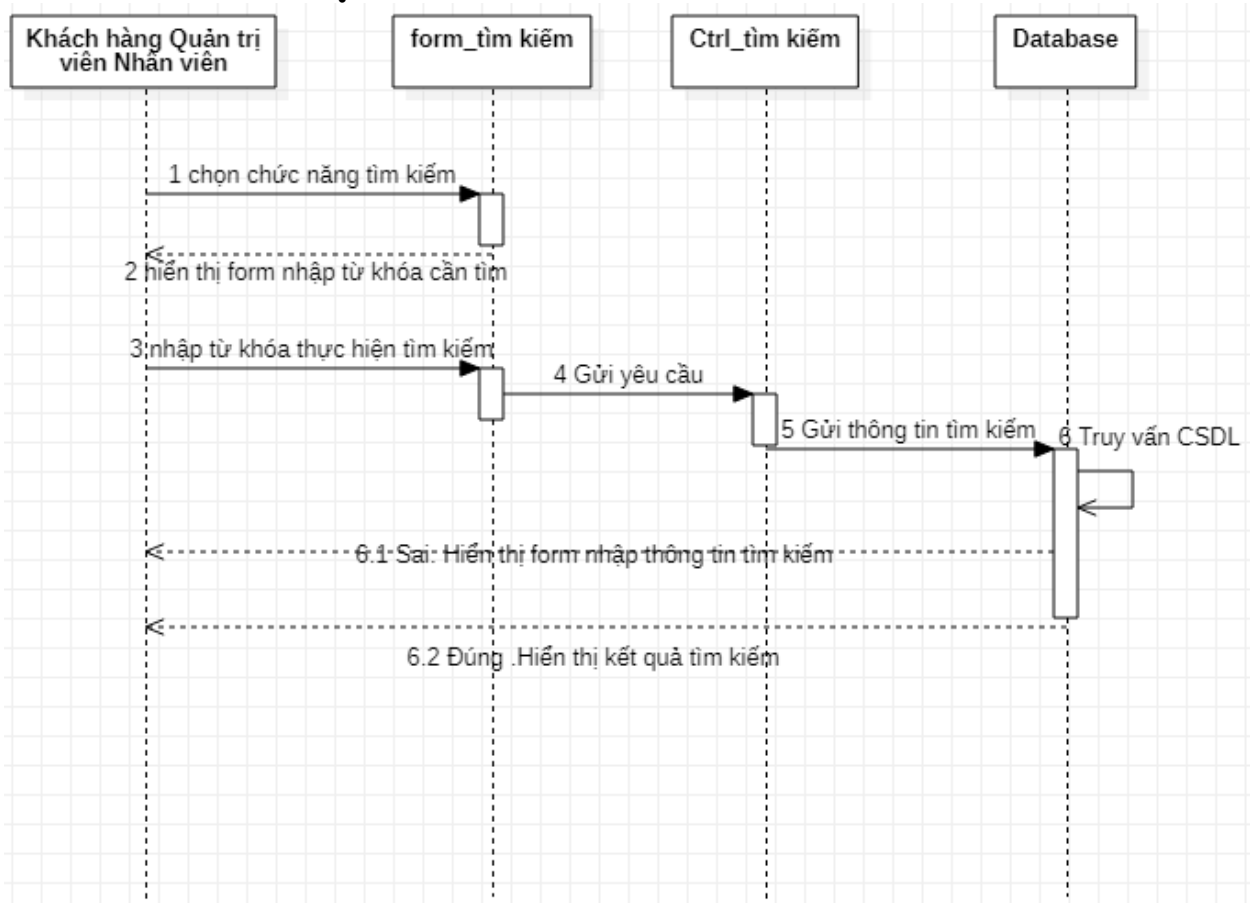 Khách hàng Quản trị
viên Nhân viên
form_tìm kiếm
Ctrl_tìm kiếm
Database
1 chọn chức năng tìm kiếm
2 hiển thị form nhập từ khóa cần tìm
3 nhập từ khóa thực hiện tìm kiếm
4 Gửi yêu cầu
5 Gửi thông tin tìm kiếm
6 Truy vấn CSDL
6.1 Sai. Hiển thị form nhập thông tin tìm kiếm
6.2 Đúng .Hiển thị kết quả tìm kiếm